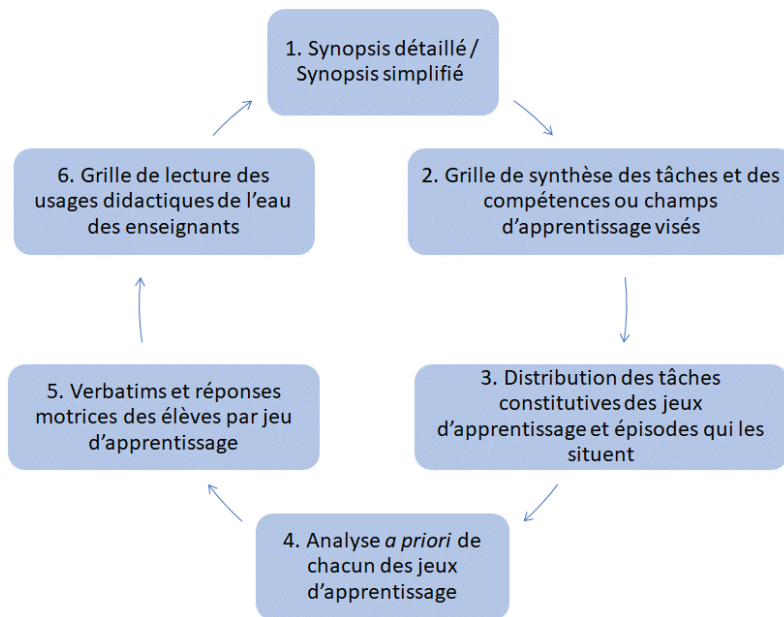 1. Synopsis détaillé /
Synopsis simplifié
2. Grille de synthèse des tâches et des
compétences ou champs
d’apprentissage visés
3. Distribution des tâches
constitutives des jeux
d’apprentissage et épisodes qui les
situent
4. Analyse a priori de
chacun des jeux
d’apprentissage
5. Verbatims et réponses
motrices des élèves par jeu
d’apprentissage
6. Grille de lecture des
usages didactiques de l’eau
des enseignants